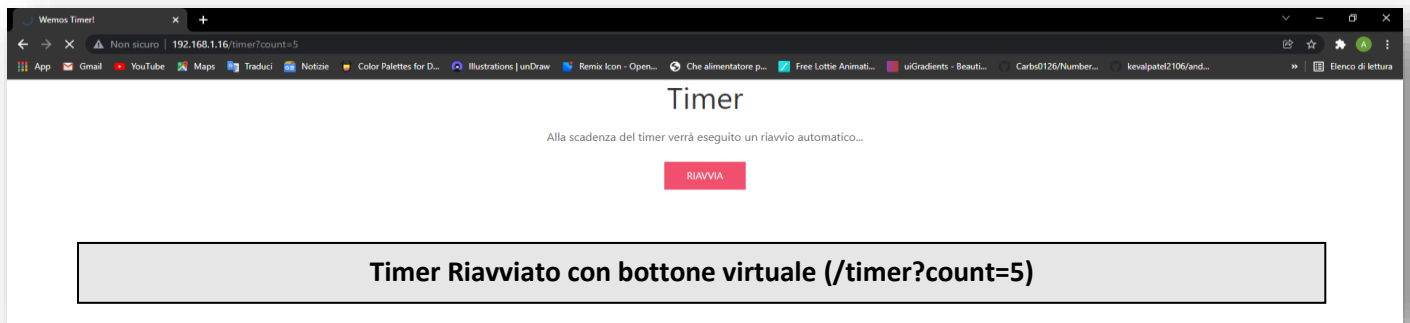 Wemos Timer!
Non sicuro | 192.168.1.16/timer?count=5
App Gmail YouTube Maps Traduci Notizie Color Palettes for D... Illustrations | unDraw Remix Icon - Open... Che alimentatore p... Free Lottie Animati... uiGradients - Beauti... Carbs0126/Number... kevalpatel2106/and... » Elenco di lettura
Timer
Alla scadenza del timer verrà eseguito un riavvio automatico...
RIAVVIA
Timer Riavviato con bottone virtuale (/timer?count=5)